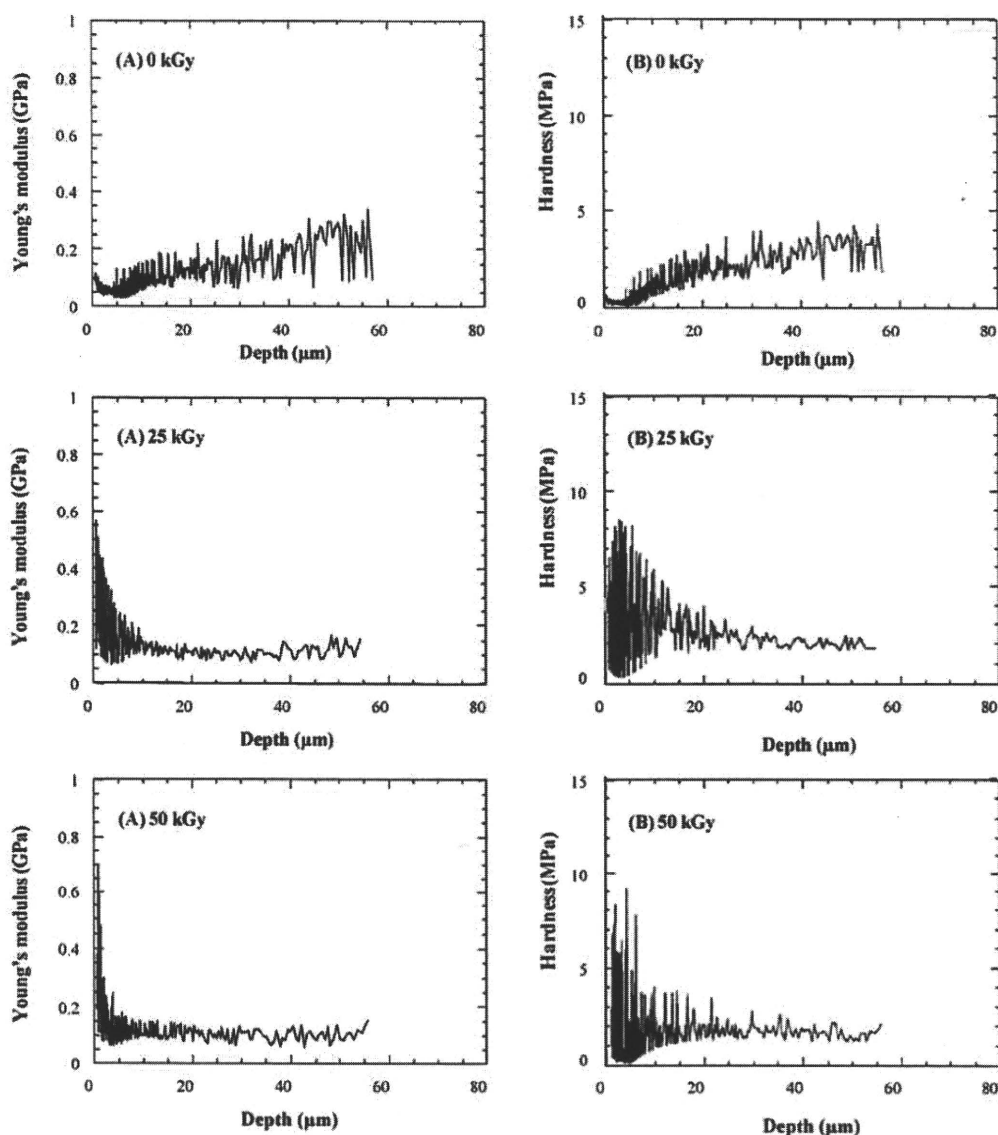 1
0.8
0.6
0.4
0.2
0
Young's modulus (GPa)
(A) 0 kGy
0 20 40 60 80
Depth (μm)
15
10
5
0
Hardness (MPa)
(B) 0 kGy
0 20 40 60 80
Depth (μm)
1
0.8
0.6
0.4
0.2
0
Young's modulus (GPa)
(A) 25 kGy
0 20 40 60 80
Depth (μm)
15
10
5
0
Hardness (MPa)
(B) 25 kGy
0 20 40 60 80
Depth (μm)
1
0.8
0.6
0.4
0.2
0
Young's modulus (GPa)
(A) 50 kGy
0 20 40 60 80
Depth (μm)
15
10
5
0
Hardness (MPa)
(B) 50 kGy
0 20 40 60 80
Depth (μm)